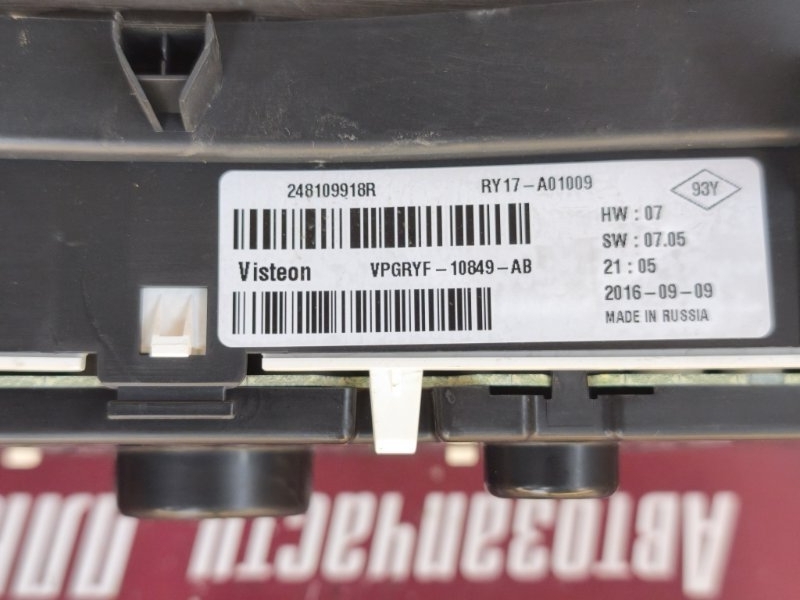 248109918R RY17-A01009 93Y
HW : 07
SW : 07.05
Visteon VPGRYF-10849-AB 21 : 05
2016-09-09
MADE IN RUSSIA
Автозапчасти ПЛ